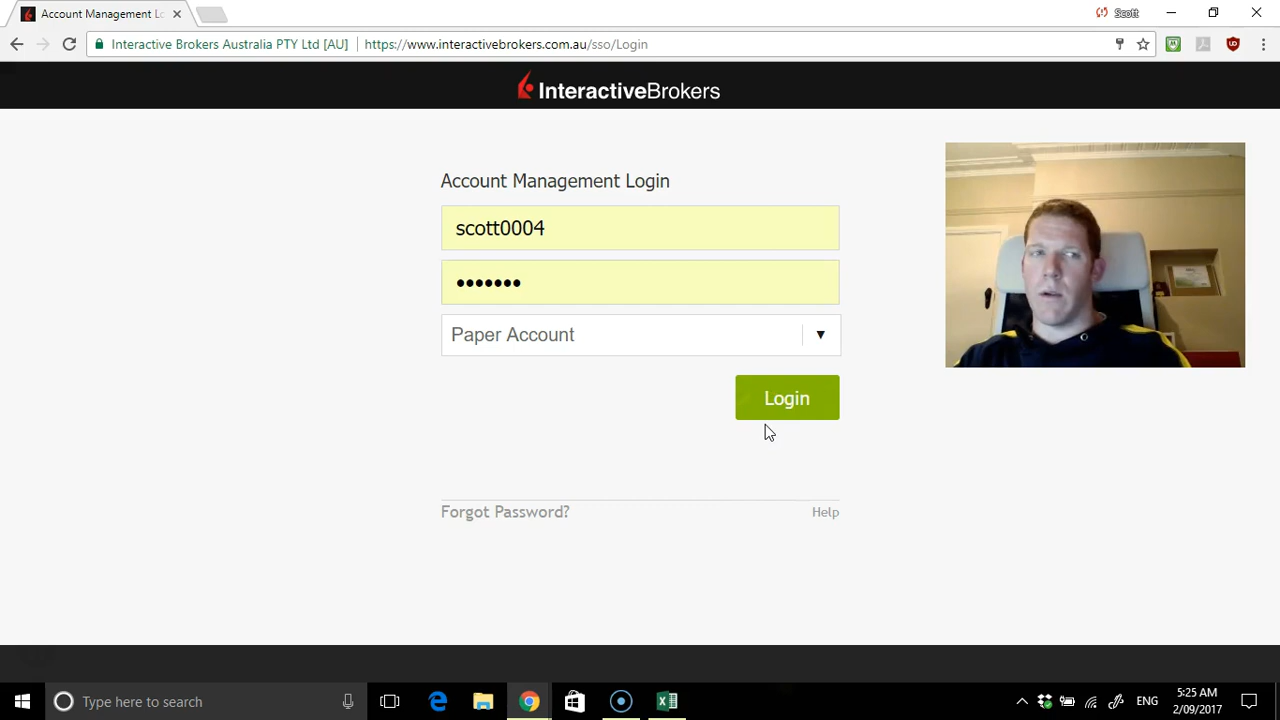 Account Management Lo
Scott
Interactive Brokers Australia PTY Ltd [AU]
https://www.interactivebrokers.com.au/sso/Login
InteractiveBrokers
Account Management Login
scott0004
•••••••
Paper Account
Login
Forgot Password?
Help
Type here to search
ENG
5:25 AM
2/09/2017